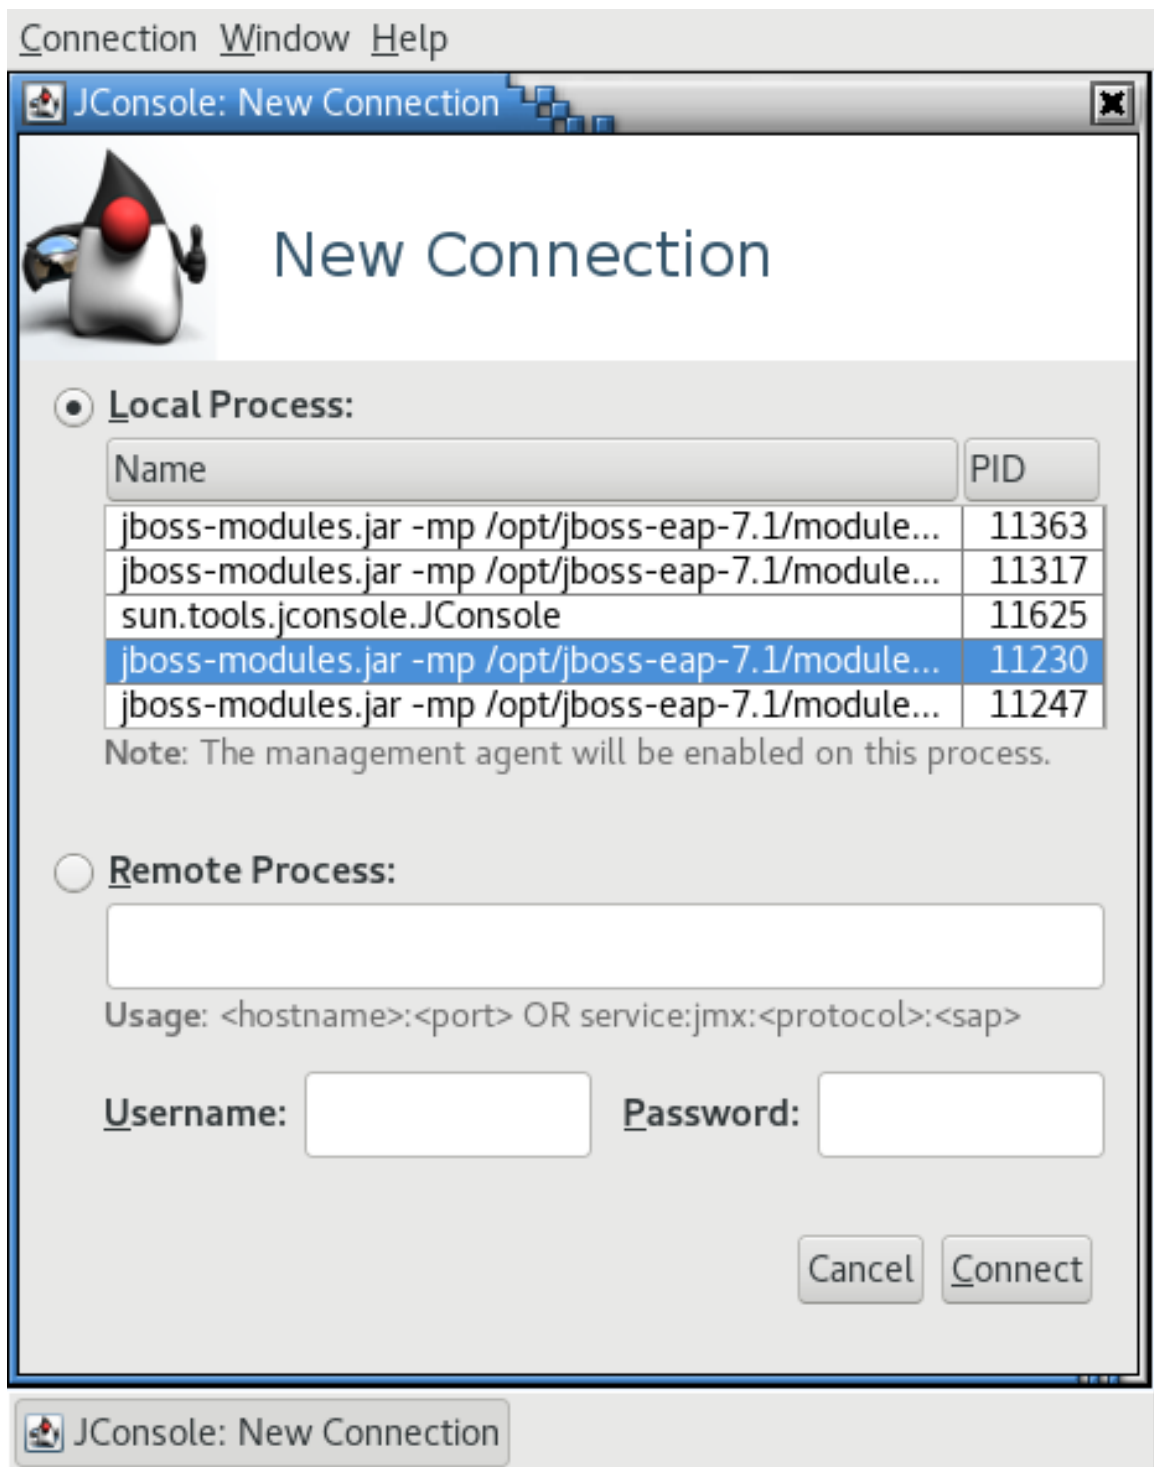 Connection Window Help
JConsole: New Connection
New Connection
Local Process:
Name PID
jboss-modules.jar -mp /opt/jboss-eap-7.1/module... 11363
jboss-modules.jar -mp /opt/jboss-eap-7.1/module... 11317
sun.tools.jconsole.JConsole 11625
jboss-modules.jar -mp /opt/jboss-eap-7.1/module... 11230
jboss-modules.jar -mp /opt/jboss-eap-7.1/module... 11247
Note: The management agent will be enabled on this process.
Remote Process:
Usage: <hostname>:<port> OR service:jmx:<protocol>:<sap>
Username: Password:
Cancel Connect
JConsole: New Connection